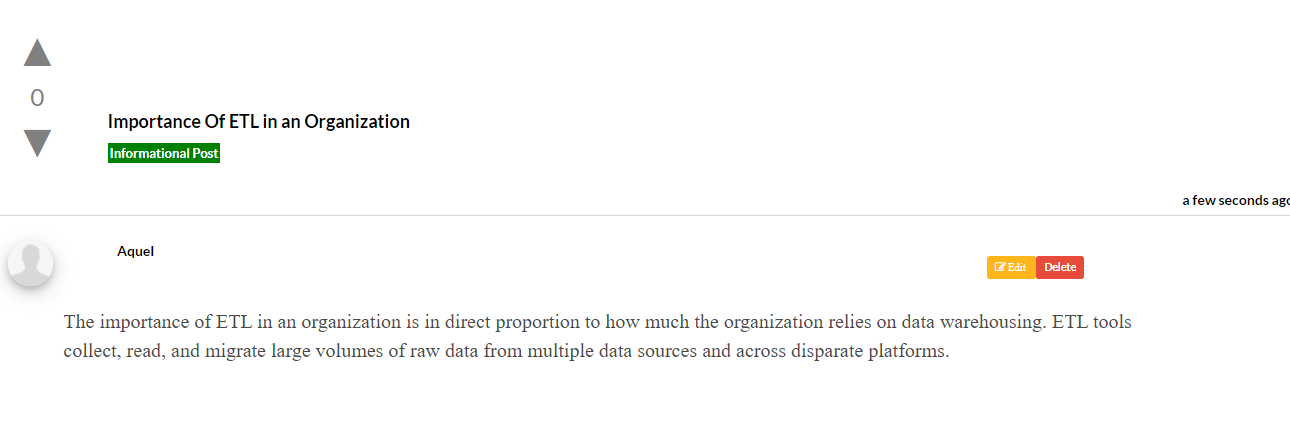 0
Importance Of ETL in an Organization
Informational Post
a few seconds ago
Aquel
Edit
Delete
The importance of ETL in an organization is in direct proportion to how much the organization relies on data warehousing. ETL tools
collect, read, and migrate large volumes of raw data from multiple data sources and across disparate platforms.